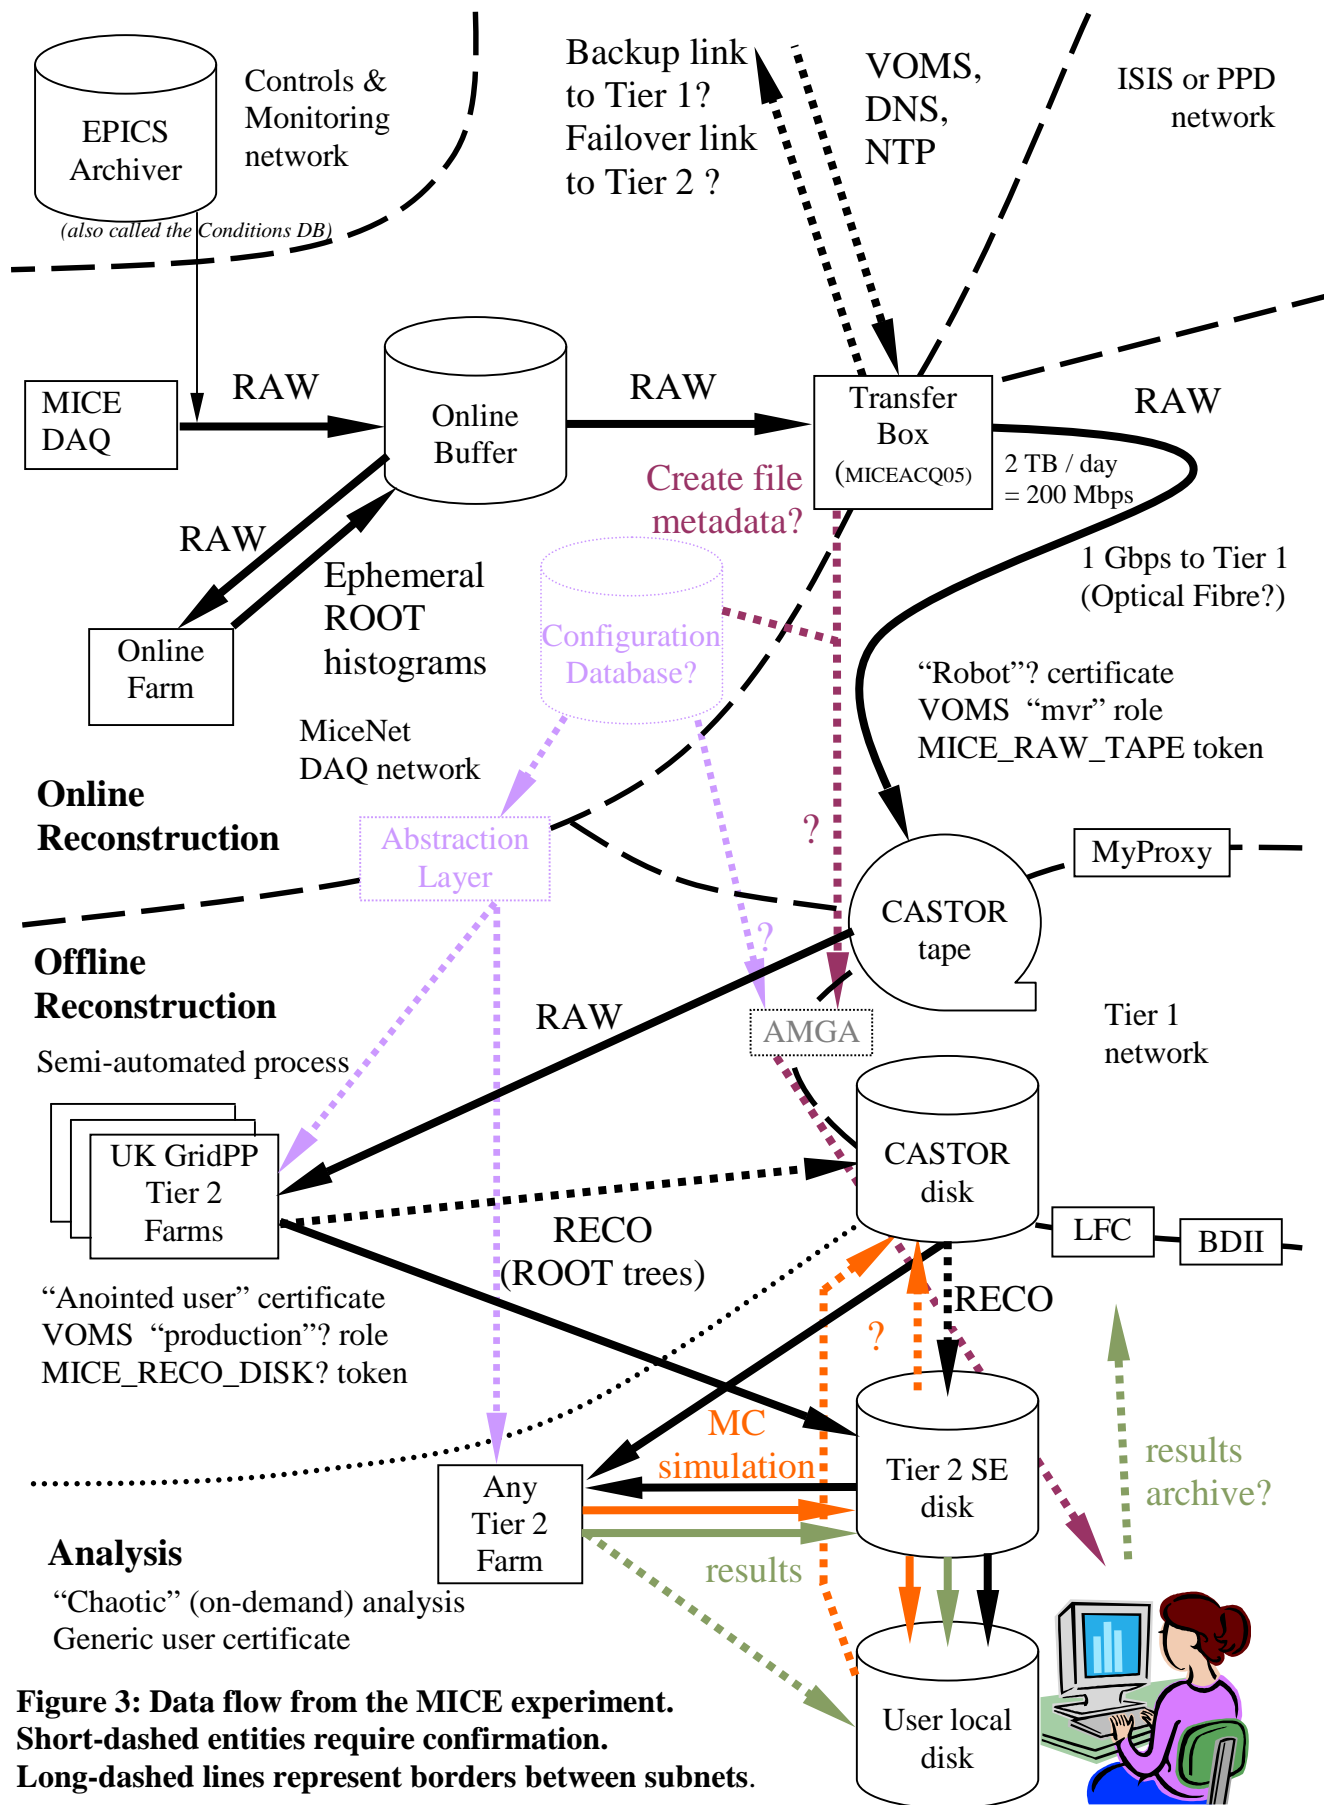 EPICS
Archiver
(also called the Conditions DB)
Controls &
Monitoring
network
Backup link
to Tier 1?
Failover link
to Tier 2 ?
VOMS,
DNS,
NTP
ISIS or PPD
network
MICE
DAQ
RAW
Online
Buffer
RAW
Transfer
Box
(MICEACQ05)
RAW
2 TB / day
= 200 Mbps
Create file
metadata?
RAW
Ephemeral
ROOT
histograms
Online
Farm
Configuration
Database?
1 Gbps to Tier 1
(Optical Fibre?)
“Robot”? certificate
VOMS “mvr” role
MICE_RAW_TAPE token
MiceNet
DAQ network
Online
Reconstruction
Abstraction
Layer
?
MyProxy
CASTOR
tape
?
Offline
Reconstruction
RAW
AMGA
Tier 1
network
Semi-automated process
UK GridPP
Tier 2
Farms
CASTOR
disk
RECO
(ROOT trees)
LFC
BDII
“Anointed user” certificate
VOMS “production”? role
MICE_RECO_DISK? token
RECO
?
MC
simulation
Tier 2 SE
disk
results
archive?
Any
Tier 2
Farm
results
Analysis
“Chaotic” (on-demand) analysis
Generic user certificate
User local
disk
Figure 3: Data flow from the MICE experiment.
Short-dashed entities require confirmation.
Long-dashed lines represent borders between subnets.